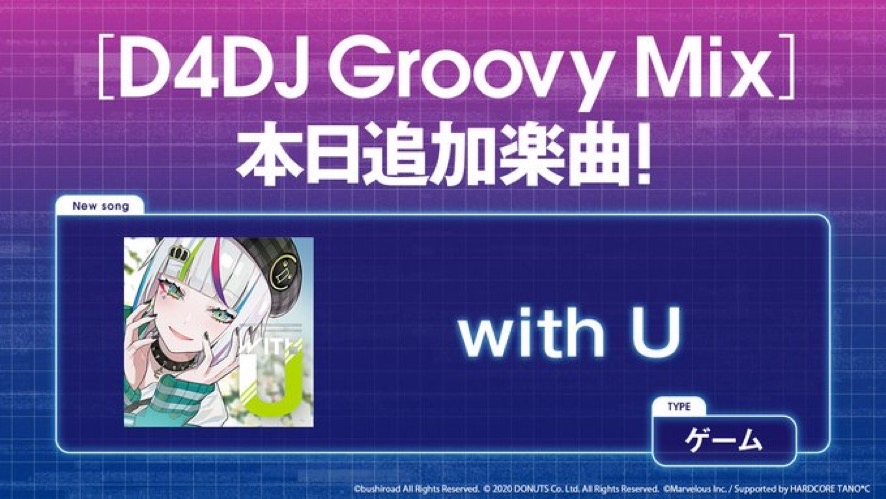 [D4DJ Groovy Mix]
本日追加楽曲!
New song
WITH
U
with U
TYPE
ゲーム
©bushiroad All Rights Reserved. © 2020 DONUTS Co. Ltd. All Rights Reserved. ©Marvelous Inc. / Supported by HARDCORE TANO*C